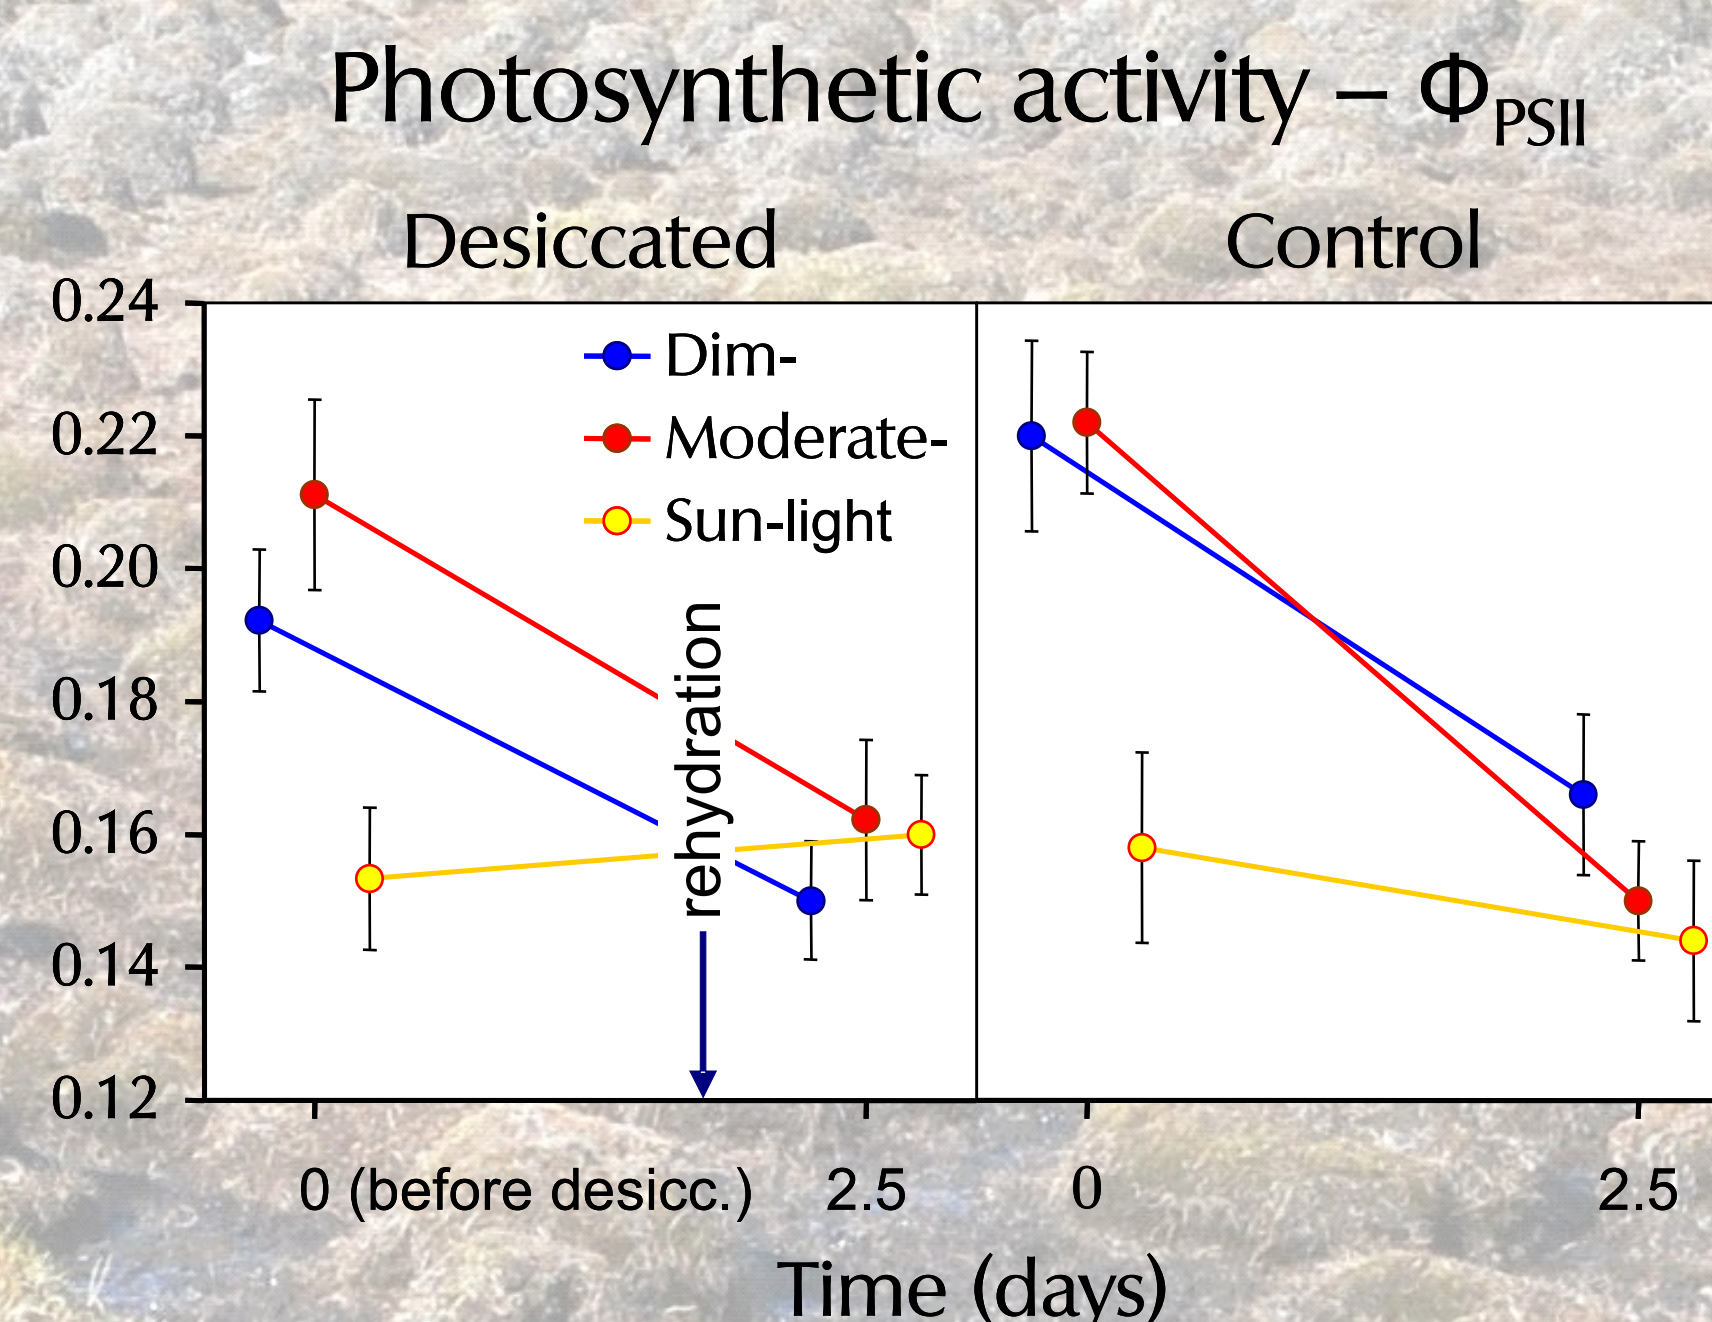 Photosynthetic activity – ΦPSII
Desiccated
Control
0.24
0.22
0.20
0.18
0.16
0.14
0.12
Dim-
Moderate-
Sun-light
rehydration
0 (before desicc.)
2.5
0
2.5
Time (days)